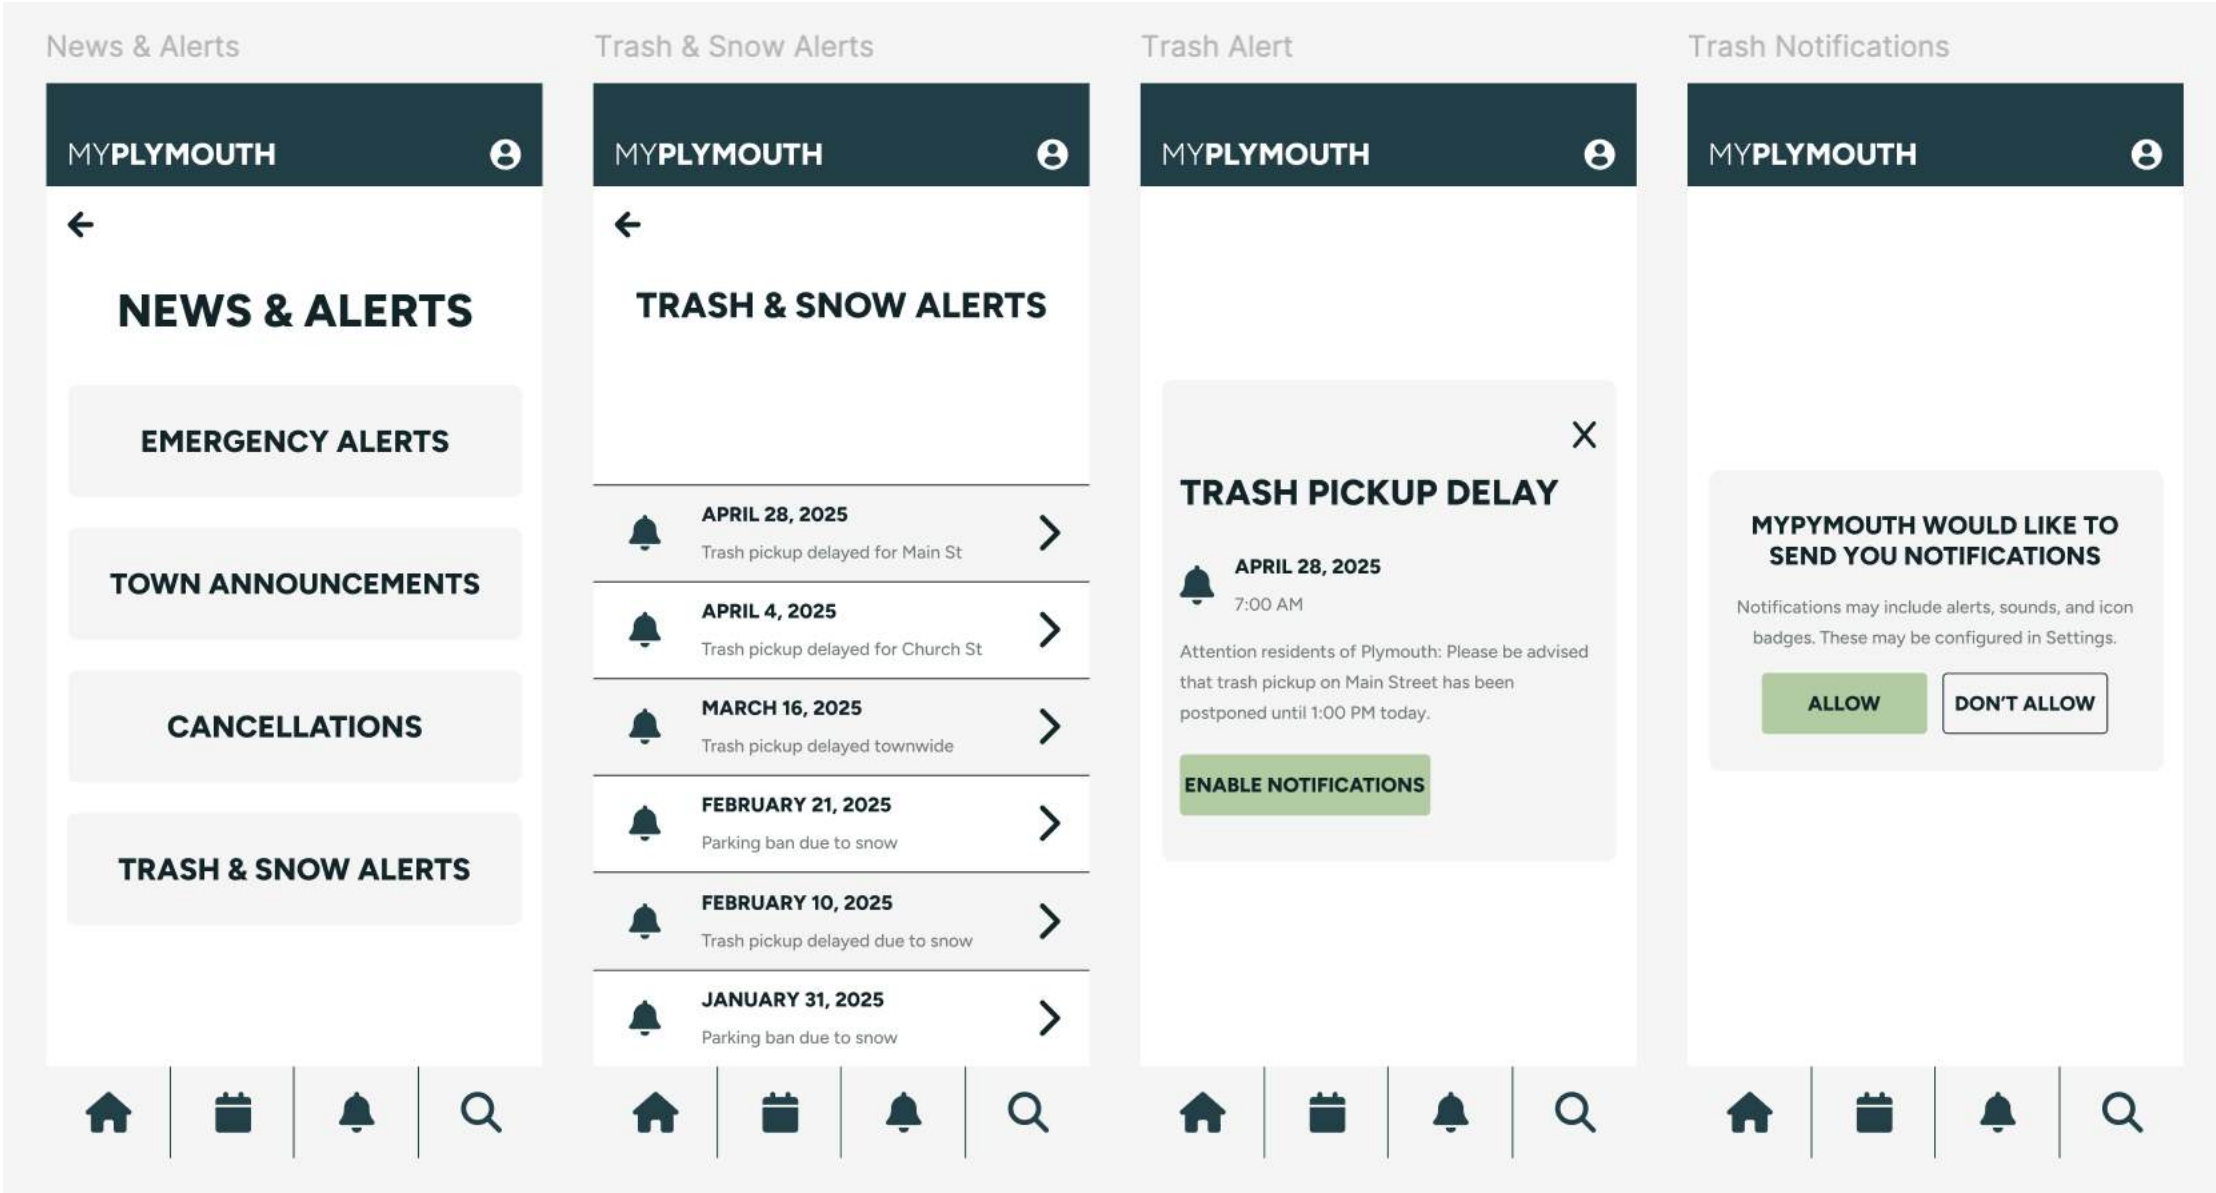 News & Alerts
MYPLYMOUTH
NEWS & ALERTS
EMERGENCY ALERTS
TOWN ANNOUNCEMENTS
CANCELLATIONS
TRASH & SNOW ALERTS
Trash & Snow Alerts
MYPLYMOUTH
TRASH & SNOW ALERTS
APRIL 28, 2025
Trash pickup delayed for Main St
APRIL 4, 2025
Trash pickup delayed for Church St
MARCH 16, 2025
Trash pickup delayed townwide
FEBRUARY 21, 2025
Parking ban due to snow
FEBRUARY 10, 2025
Trash pickup delayed due to snow
JANUARY 31, 2025
Parking ban due to snow
Trash Alert
MYPLYMOUTH
X
TRASH PICKUP DELAY
APRIL 28, 2025
7:00 AM
Attention residents of Plymouth: Please be advised
that trash pickup on Main Street has been
postponed until 1:00 PM today.
ENABLE NOTIFICATIONS
Trash Notifications
MYPLYMOUTH
MYPYMOUTH WOULD LIKE TO
SEND YOU NOTIFICATIONS
Notifications may include alerts, sounds, and icon
badges. These may be configured in Settings.
ALLOW
DON'T ALLOW